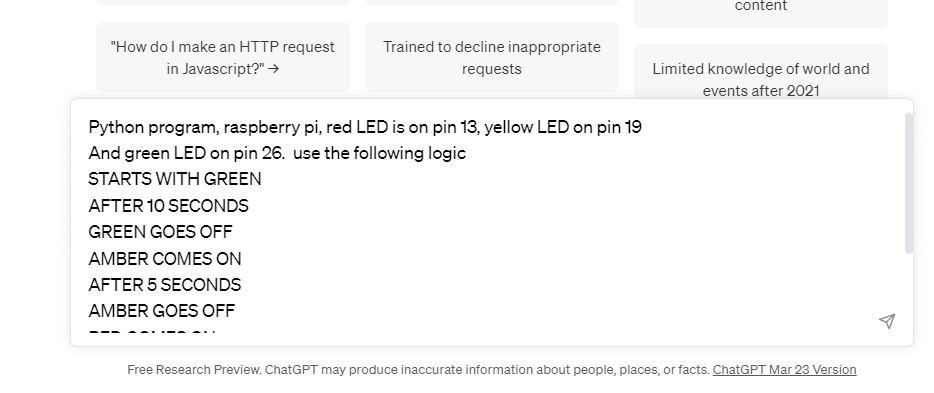 content
"How do I make an HTTP request
in Javascript?" →
Trained to decline inappropriate
requests
Limited knowledge of world and
events after 2021
Python program, raspberry pi, red LED is on pin 13, yellow LED on pin 19
And green LED on pin 26.  use the following logic
STARTS WITH GREEN
AFTER 10 SECONDS
GREEN GOES OFF
AMBER COMES ON
AFTER 5 SECONDS
AMBER GOES OFF
RED COMES ON
Free Research Preview. ChatGPT may produce inaccurate information about people, places, or facts. ChatGPT Mar 23 Version